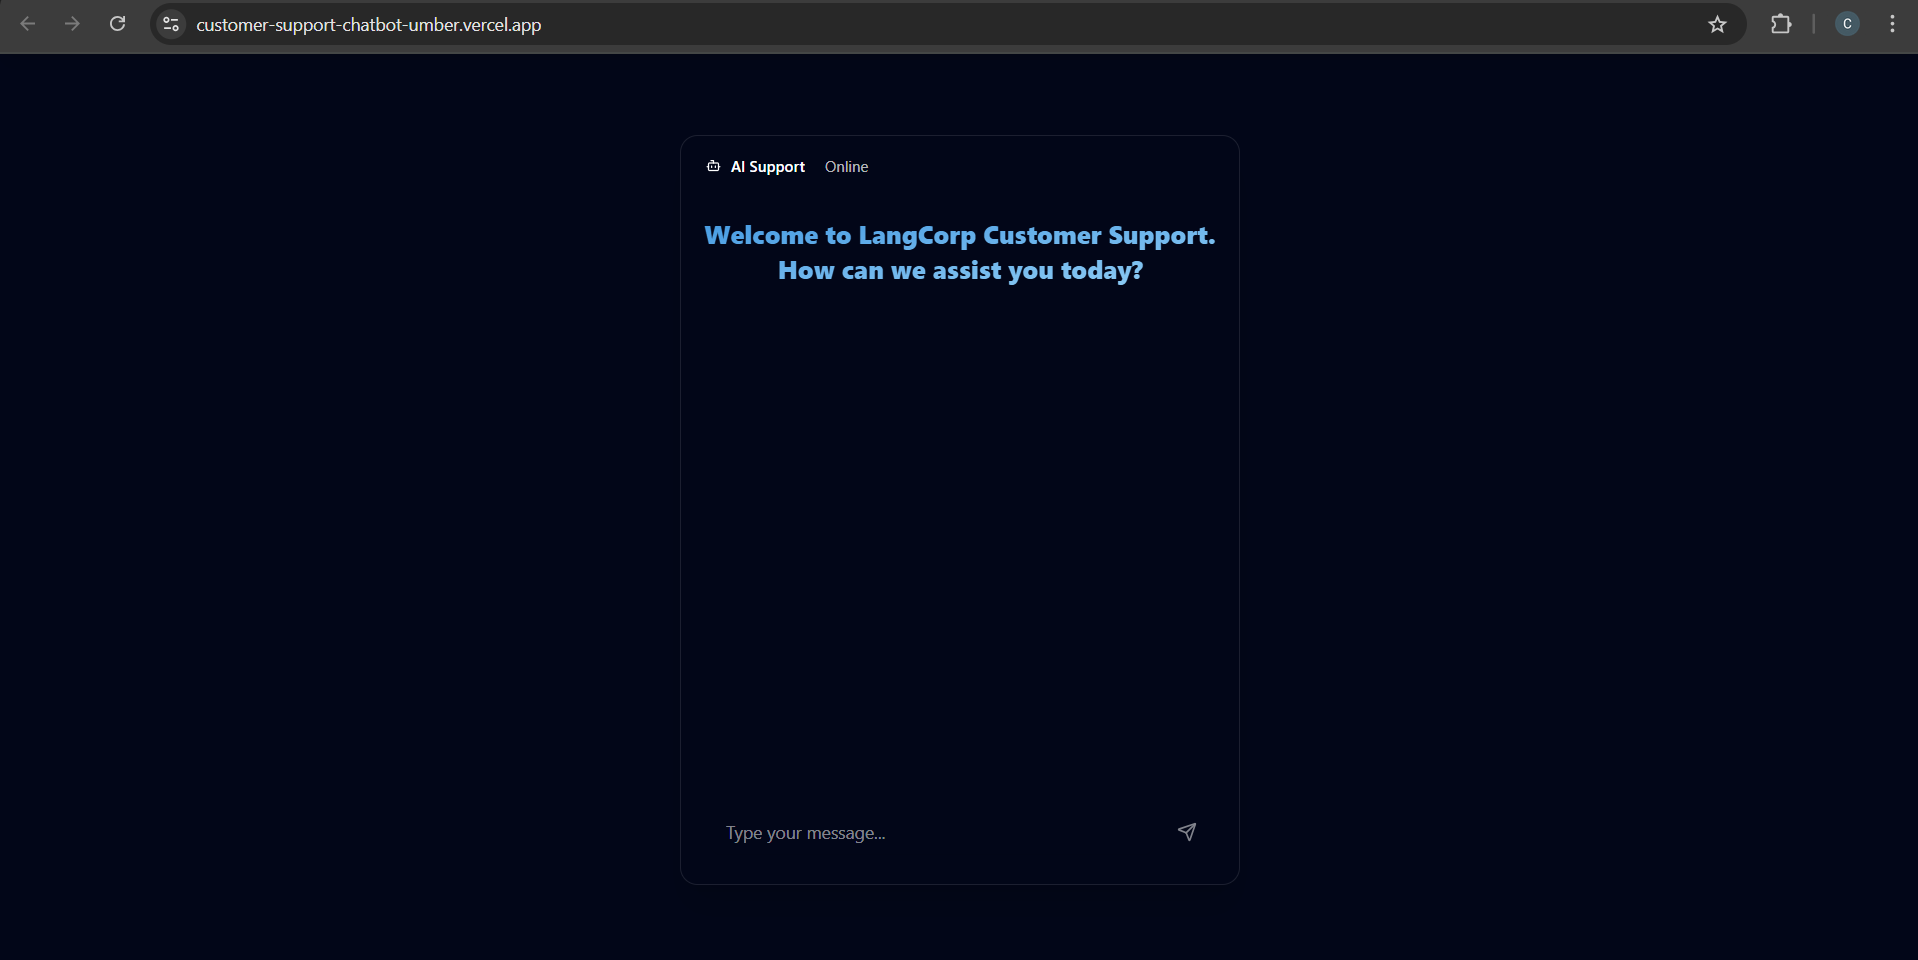 customer-support-chatbot-umber.vercel.app
C
AI Support Online
Welcome to LangCorp Customer Support.
How can we assist you today?
Type your message...